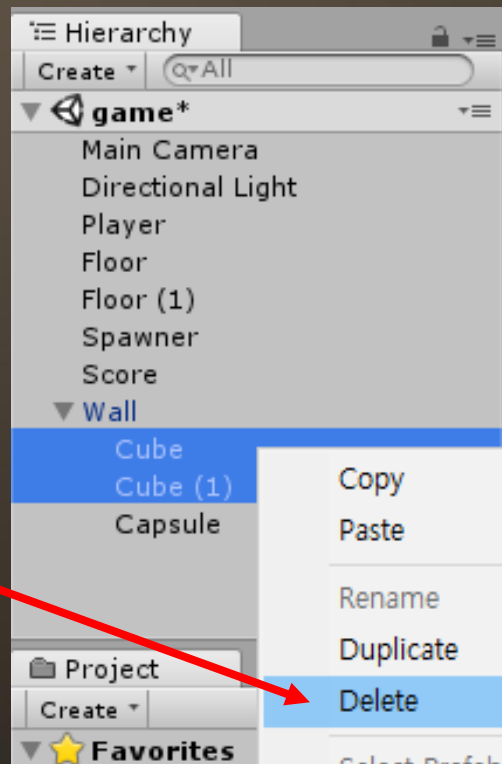 Hierarchy
Create
All
game*
Main Camera
Directional Light
Player
Floor
Floor (1)
Spawner
Score
Wall
Cube
Cube (1)
Capsule
Copy
Paste
Rename
Duplicate
Delete
Project
Create
Favorites
Select